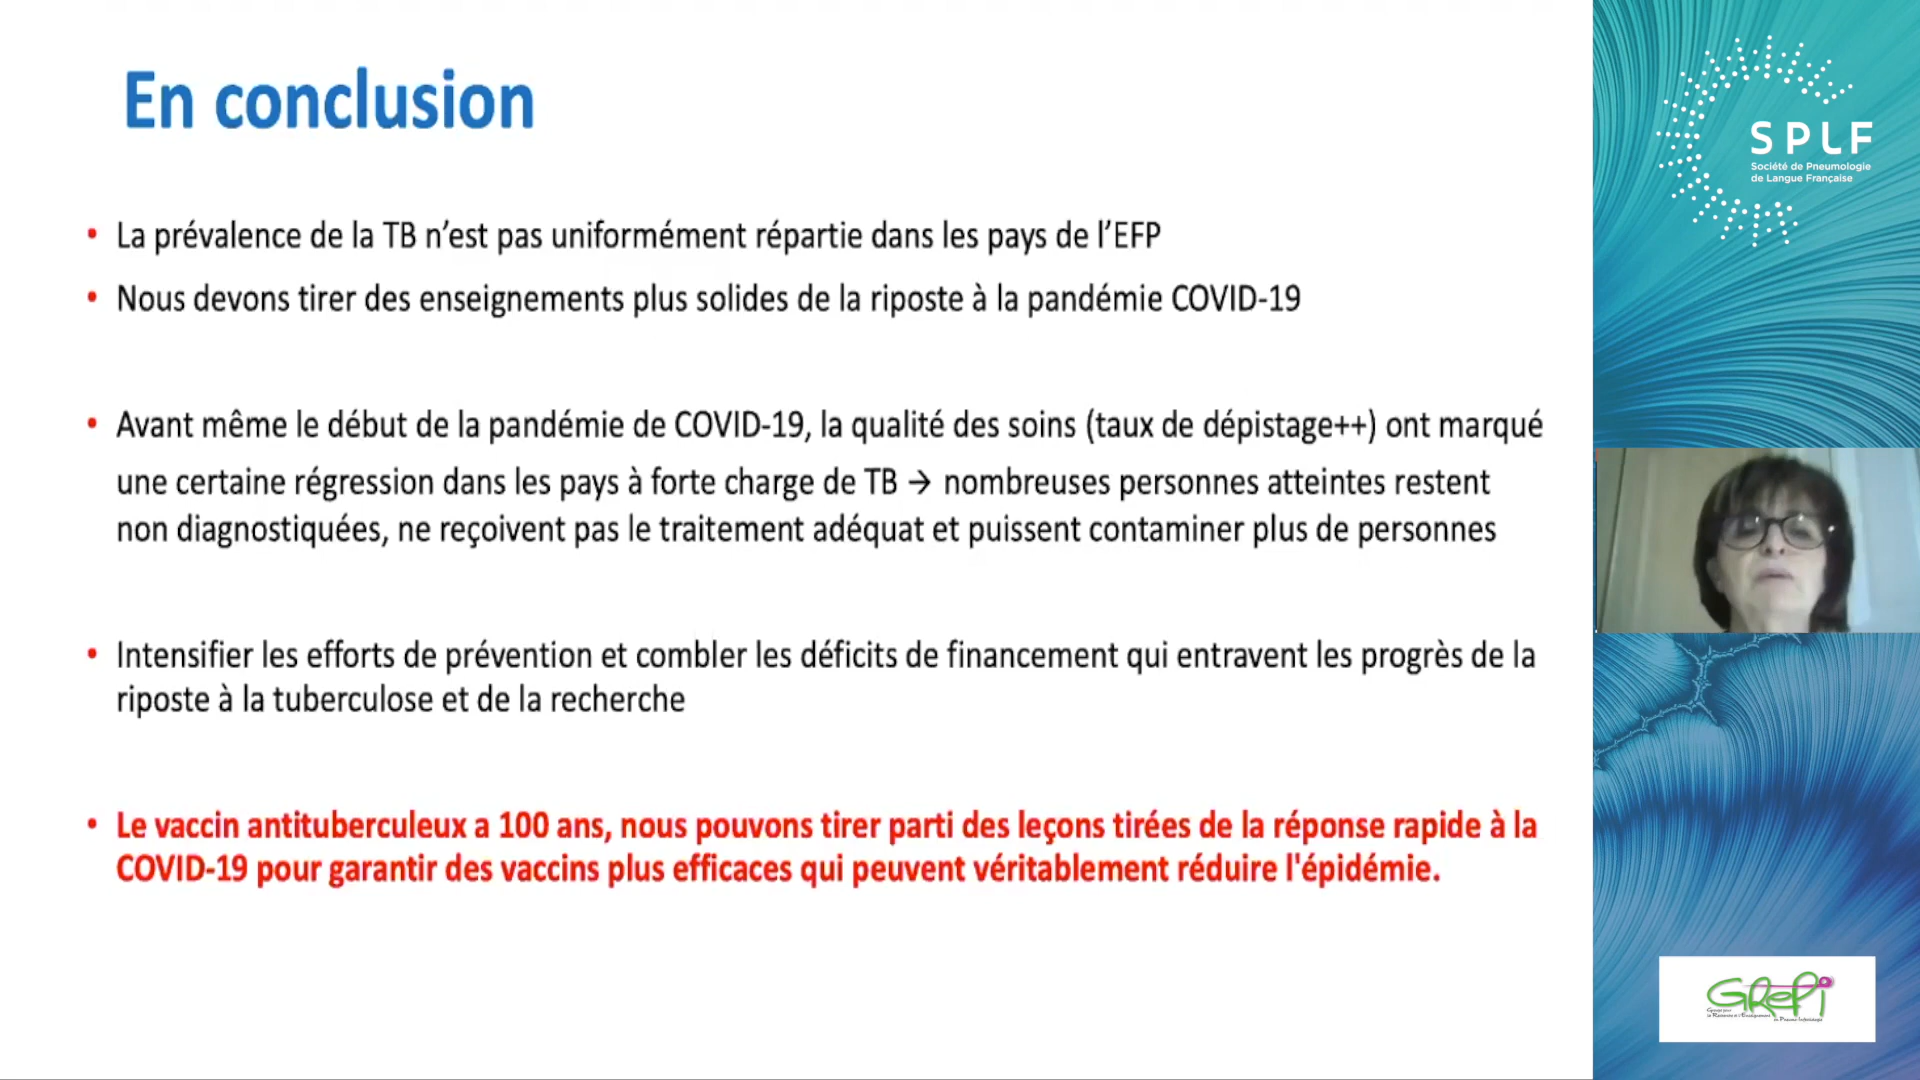 En conclusion
• La prévalence de la TB n’est pas uniformément répartie dans les pays de l’EFP
• Nous devons tirer des enseignements plus solides de la riposte à la pandémie COVID-19
• Avant même le début de la pandémie de COVID-19, la qualité des soins (taux de dépistage++) ont marqué
une certaine régression dans les pays à forte charge de TB → nombreuses personnes atteintes restent
non diagnostiquées, ne reçoivent pas le traitement adéquat et puissent contaminer plus de personnes
• Intensifier les efforts de prévention et combler les déficits de financement qui entravent les progrès de la
riposte à la tuberculose et de la recherche
• Le vaccin antituberculeux a 100 ans, nous pouvons tirer parti des leçons tirées de la réponse rapide à la
COVID-19 pour garantir des vaccins plus efficaces qui peuvent véritablement réduire l'épidémie.
SPLF
Société de Pneumologie
de Langue Française
GREPI